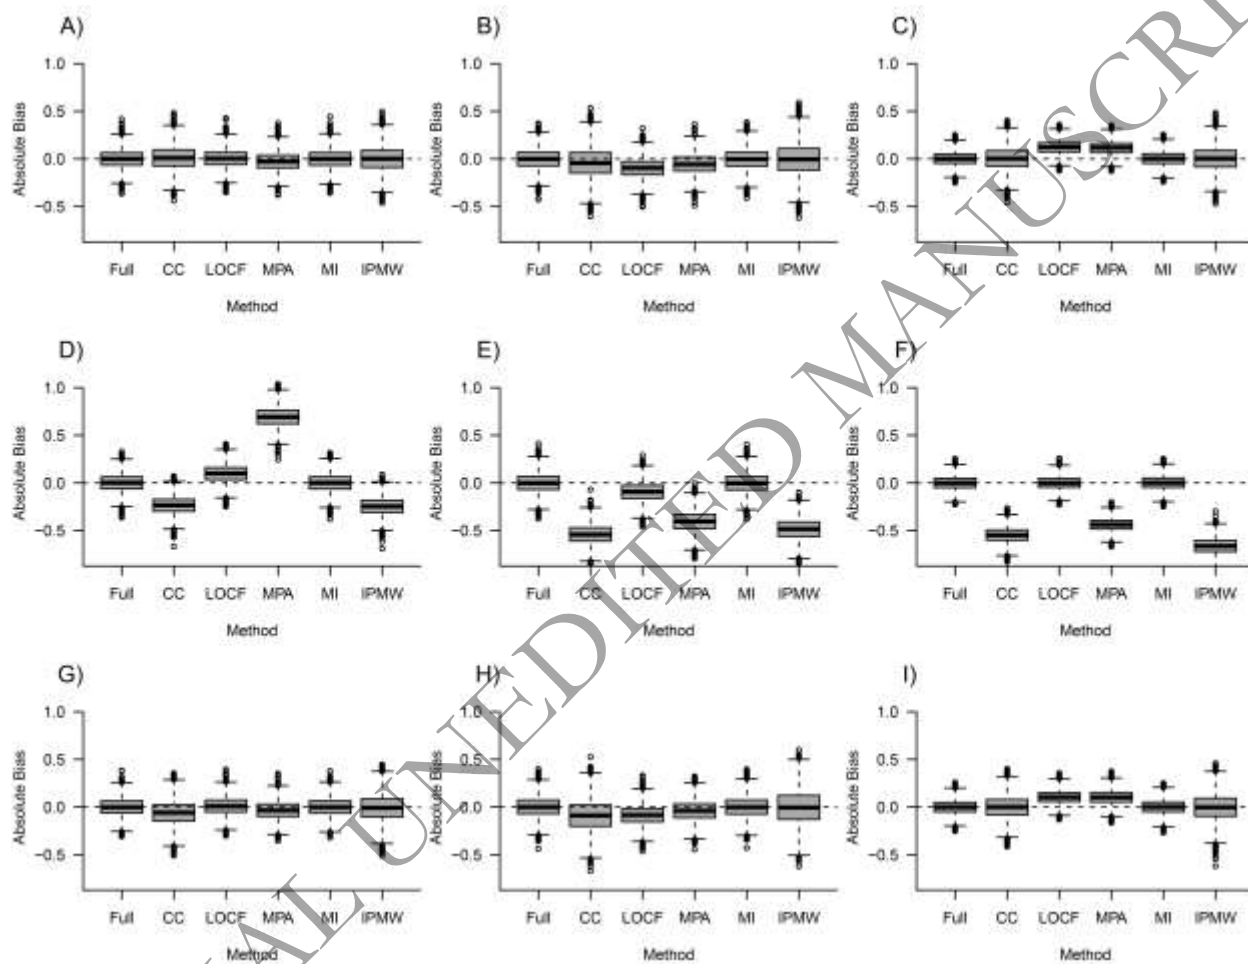 A)
1.0
0.5
0.0
−0.5
Absolute Bias
Full CC LOCF MPA MI IPMW
Method
B)
1.0
0.5
0.0
−0.5
Absolute Bias
Full CC LOCF MPA MI IPMW
Method
C)
1.0
0.5
0.0
−0.5
Absolute Bias
Full CC LOCF MPA MI IPMW
Method
D)
1.0
0.5
0.0
−0.5
Absolute Bias
Full CC LOCF MPA MI IPMW
Method
E)
1.0
0.5
0.0
−0.5
Absolute Bias
Full CC LOCF MPA MI IPMW
Method
F)
1.0
0.5
0.0
−0.5
Absolute Bias
Full CC LOCF MPA MI IPMW
Method
G)
1.0
0.5
0.0
−0.5
Absolute Bias
Full CC LOCF MPA MI IPMW
Method
H)
1.0
0.5
0.0
−0.5
Absolute Bias
Full CC LOCF MPA MI IPMW
Method
I)
1.0
0.5
0.0
−0.5
Absolute Bias
Full CC LOCF MPA MI IPMW
Method
UNEDITED